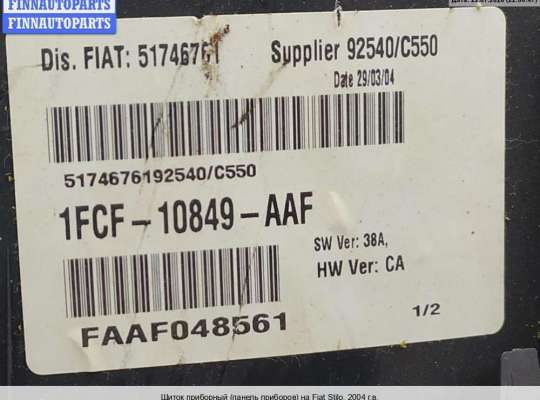 FINNAUTOPARTS
FINNAUTOPARTS
Dis. FIAT: 51746761
Supplier 92540/C550
Date 29/03/04
5174676192540/C550
1FCF-10849-AAF
SW Ver: 38A,
HW Ver: CA
FAAF048561
1/2
Щиток приборный (панель приборов) на Fiat Stilo, 2004 г.в.